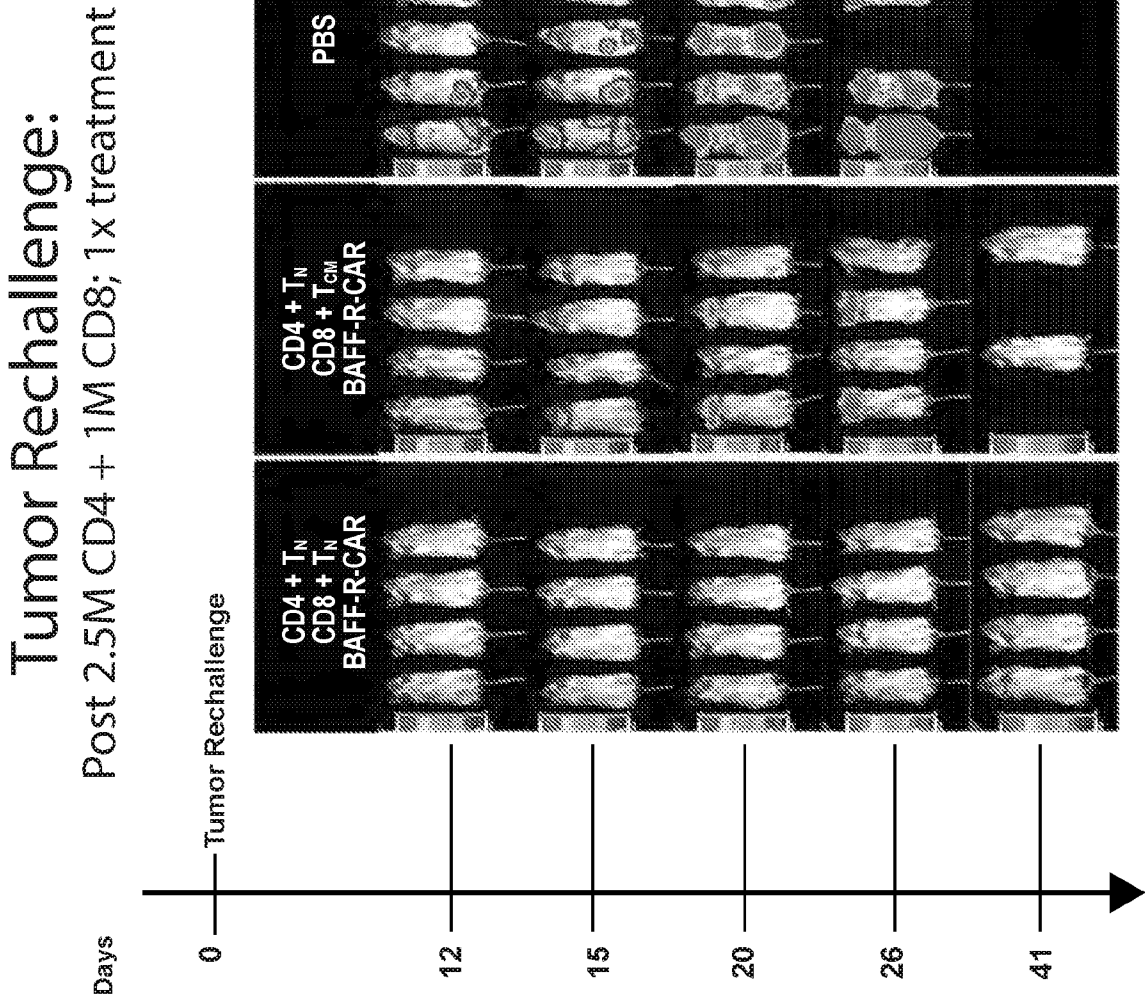 Tumor Rechallenge:
Post 2.5M CD4 + 1M CD8; 1x treatment
Days
0
Tumor Rechallenge
12
15
20
26
41
CD4 + TN
CD8 + TN
BAFF-R-CAR
CD4 + TN
CD8 + TCM
BAFF-R-CAR
PBS